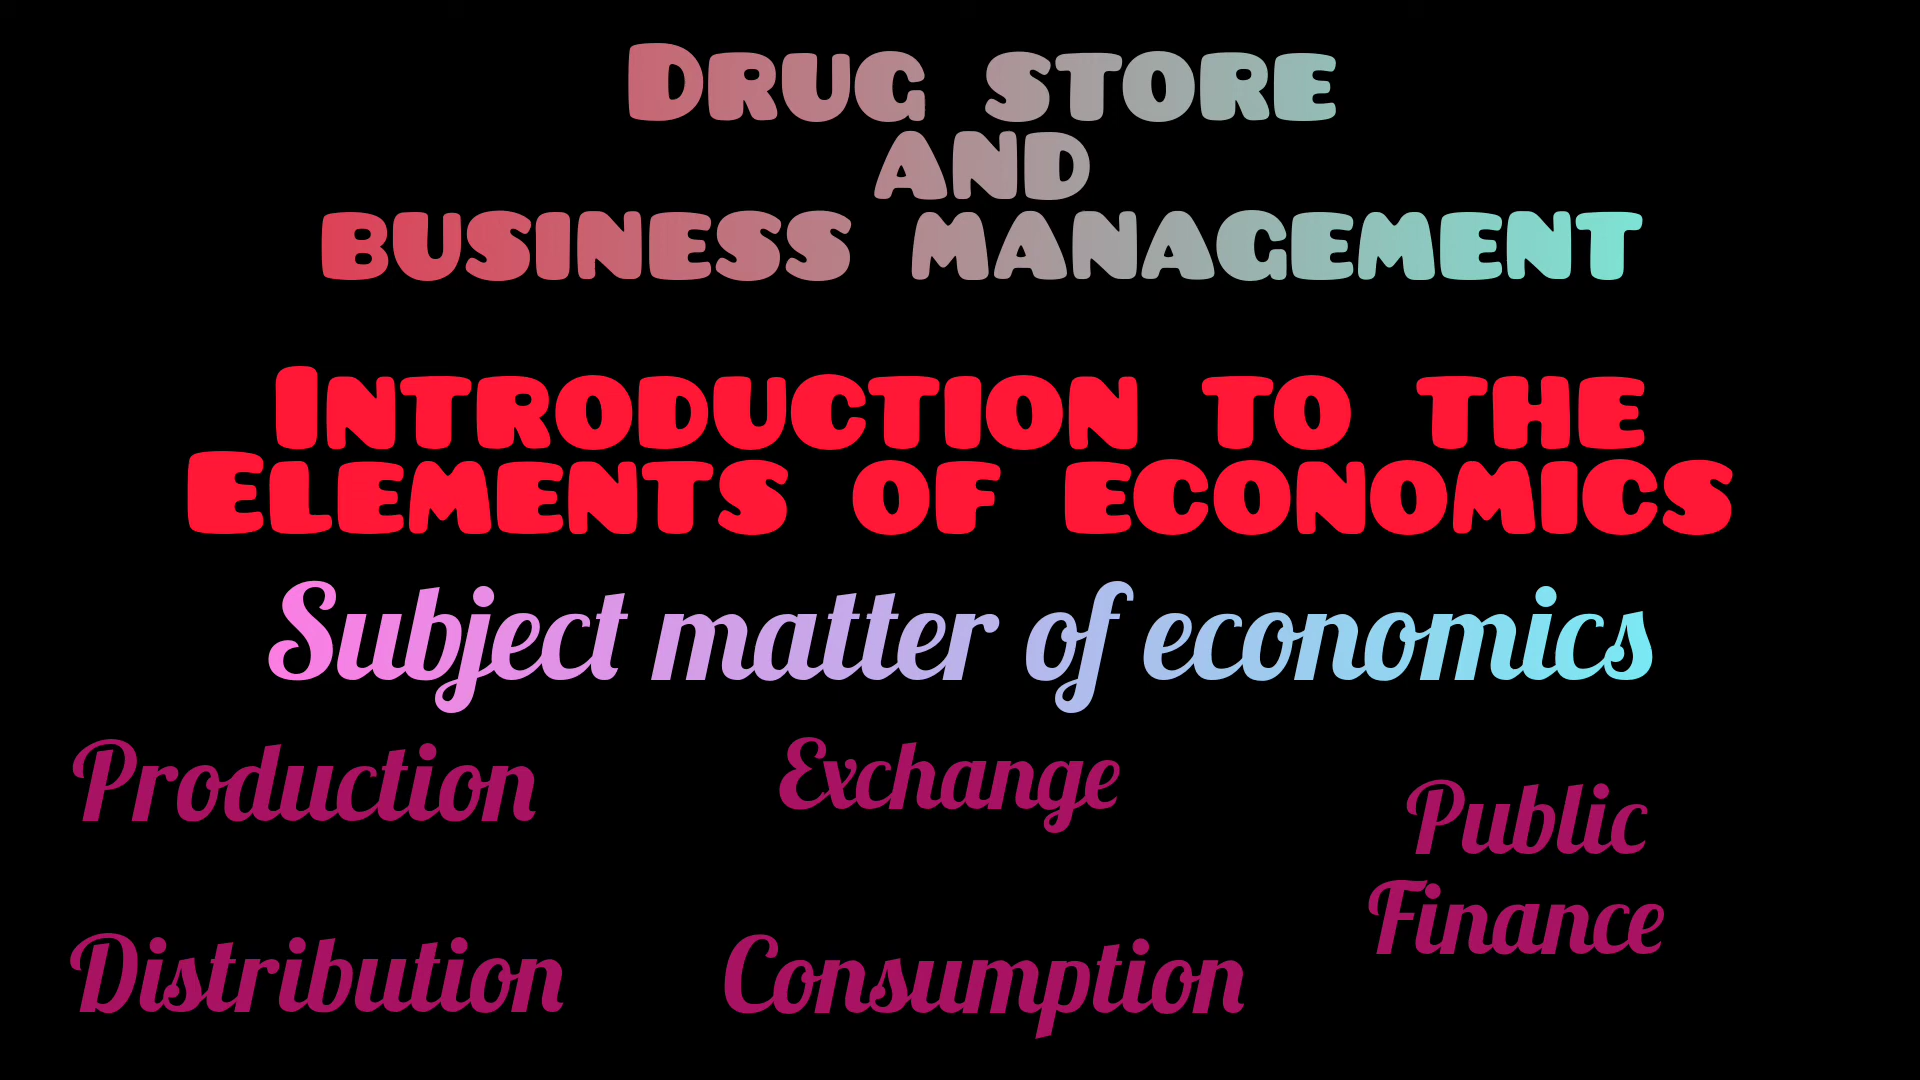 Drug store
and
business management
Introduction to the
Elements of economics
Subject matter of economics
Production
Exchange
Public
Finance
Distribution
Consumption